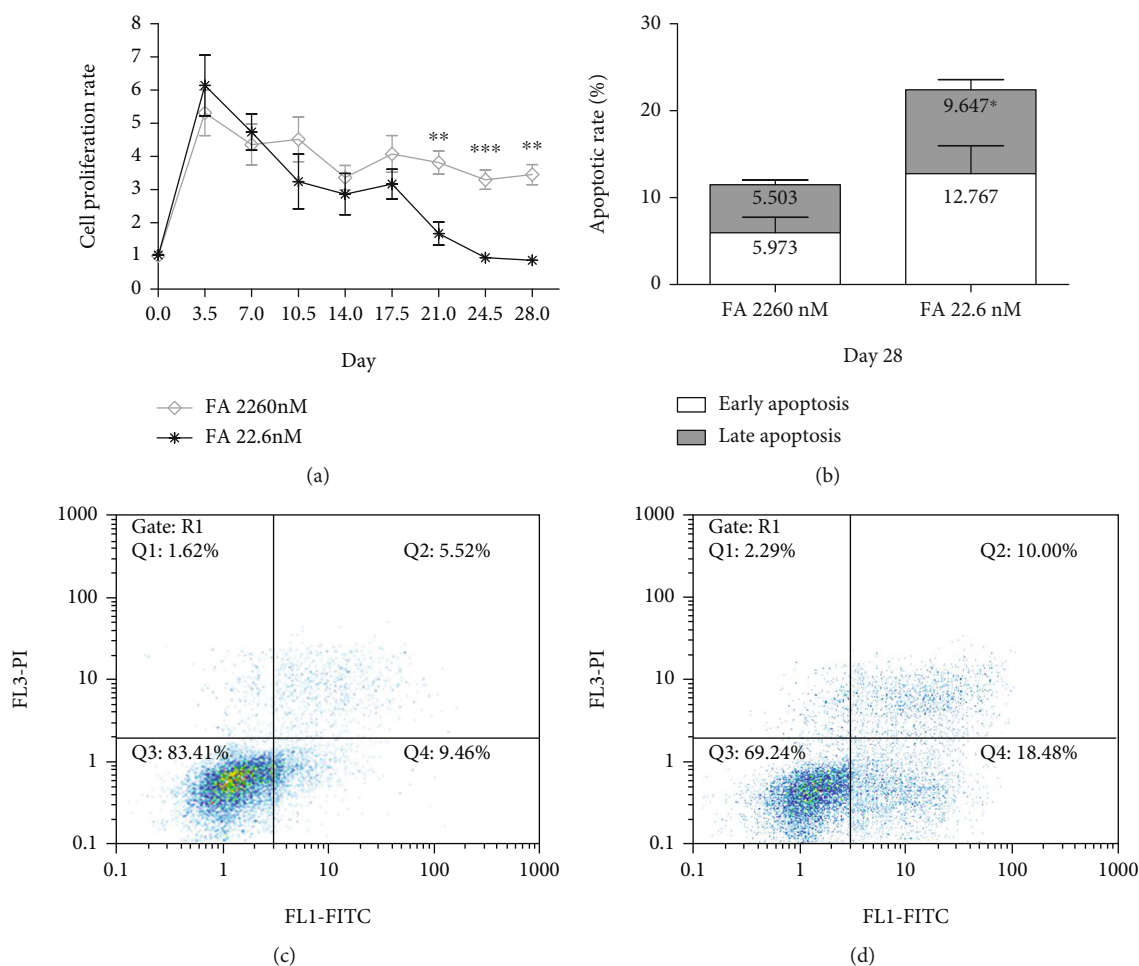 8
7
6
5
4
3
2
1
0
Cell proliferation rate
** *** **
0.0 3.5 7.0 10.5 14.0 17.5 21.0 24.5 28.0
Day
FA 2260nM
FA 22.6nM
(a)
30
20
10
0
Apoptotic rate (%)
9.647*
5.503
12.767
5.973
FA 2260 nM FA 22.6 nM
Day 28
Early apoptosis
Late apoptosis
(b)
1000
100
10
1
0.1
FL3-PI
Gate: R1
Q1: 1.62% Q2: 5.52%
Q3: 83.41% Q4: 9.46%
0.1 1 10 100 1000
FL1-FITC
(c)
1000
100
10
1
0.1
FL3-PI
Gate: R1
Q1: 2.29% Q2: 10.00%
Q3: 69.24% Q4: 18.48%
0.1 1 10 100 1000
FL1-FITC
(d)